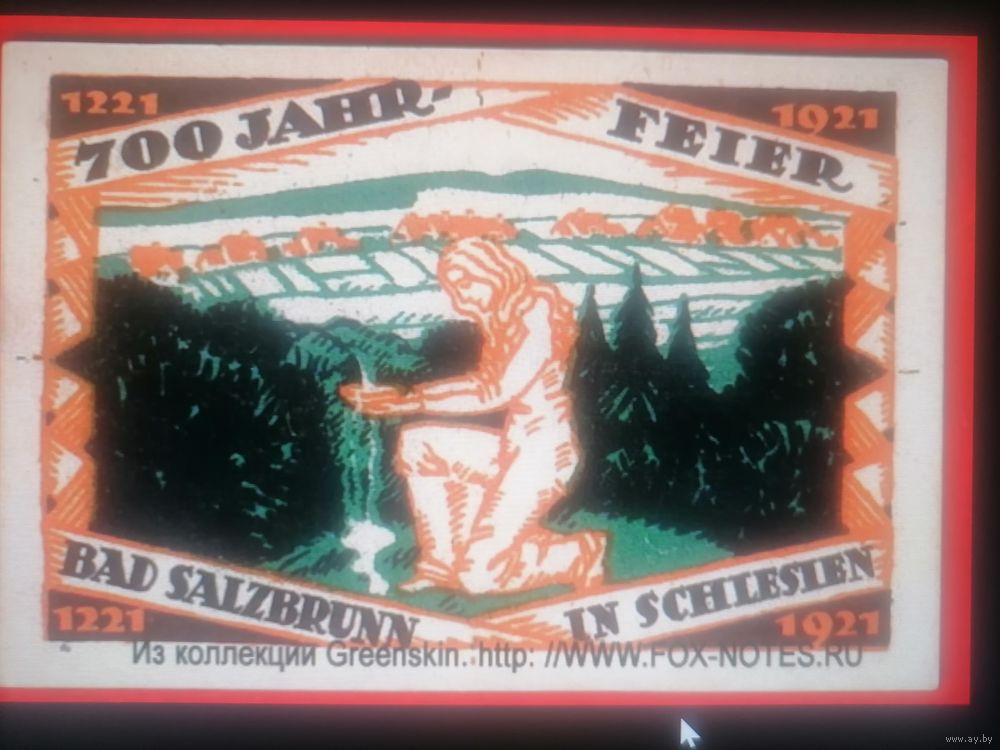 1221
1921
700 JAHR-
FEIER
BAD SALZBRUNN
IN SCHLESIEN
1221
1921
Из коллекции Greenskin. http: //WWW.FOX-NOTES.RU
www.ay.by